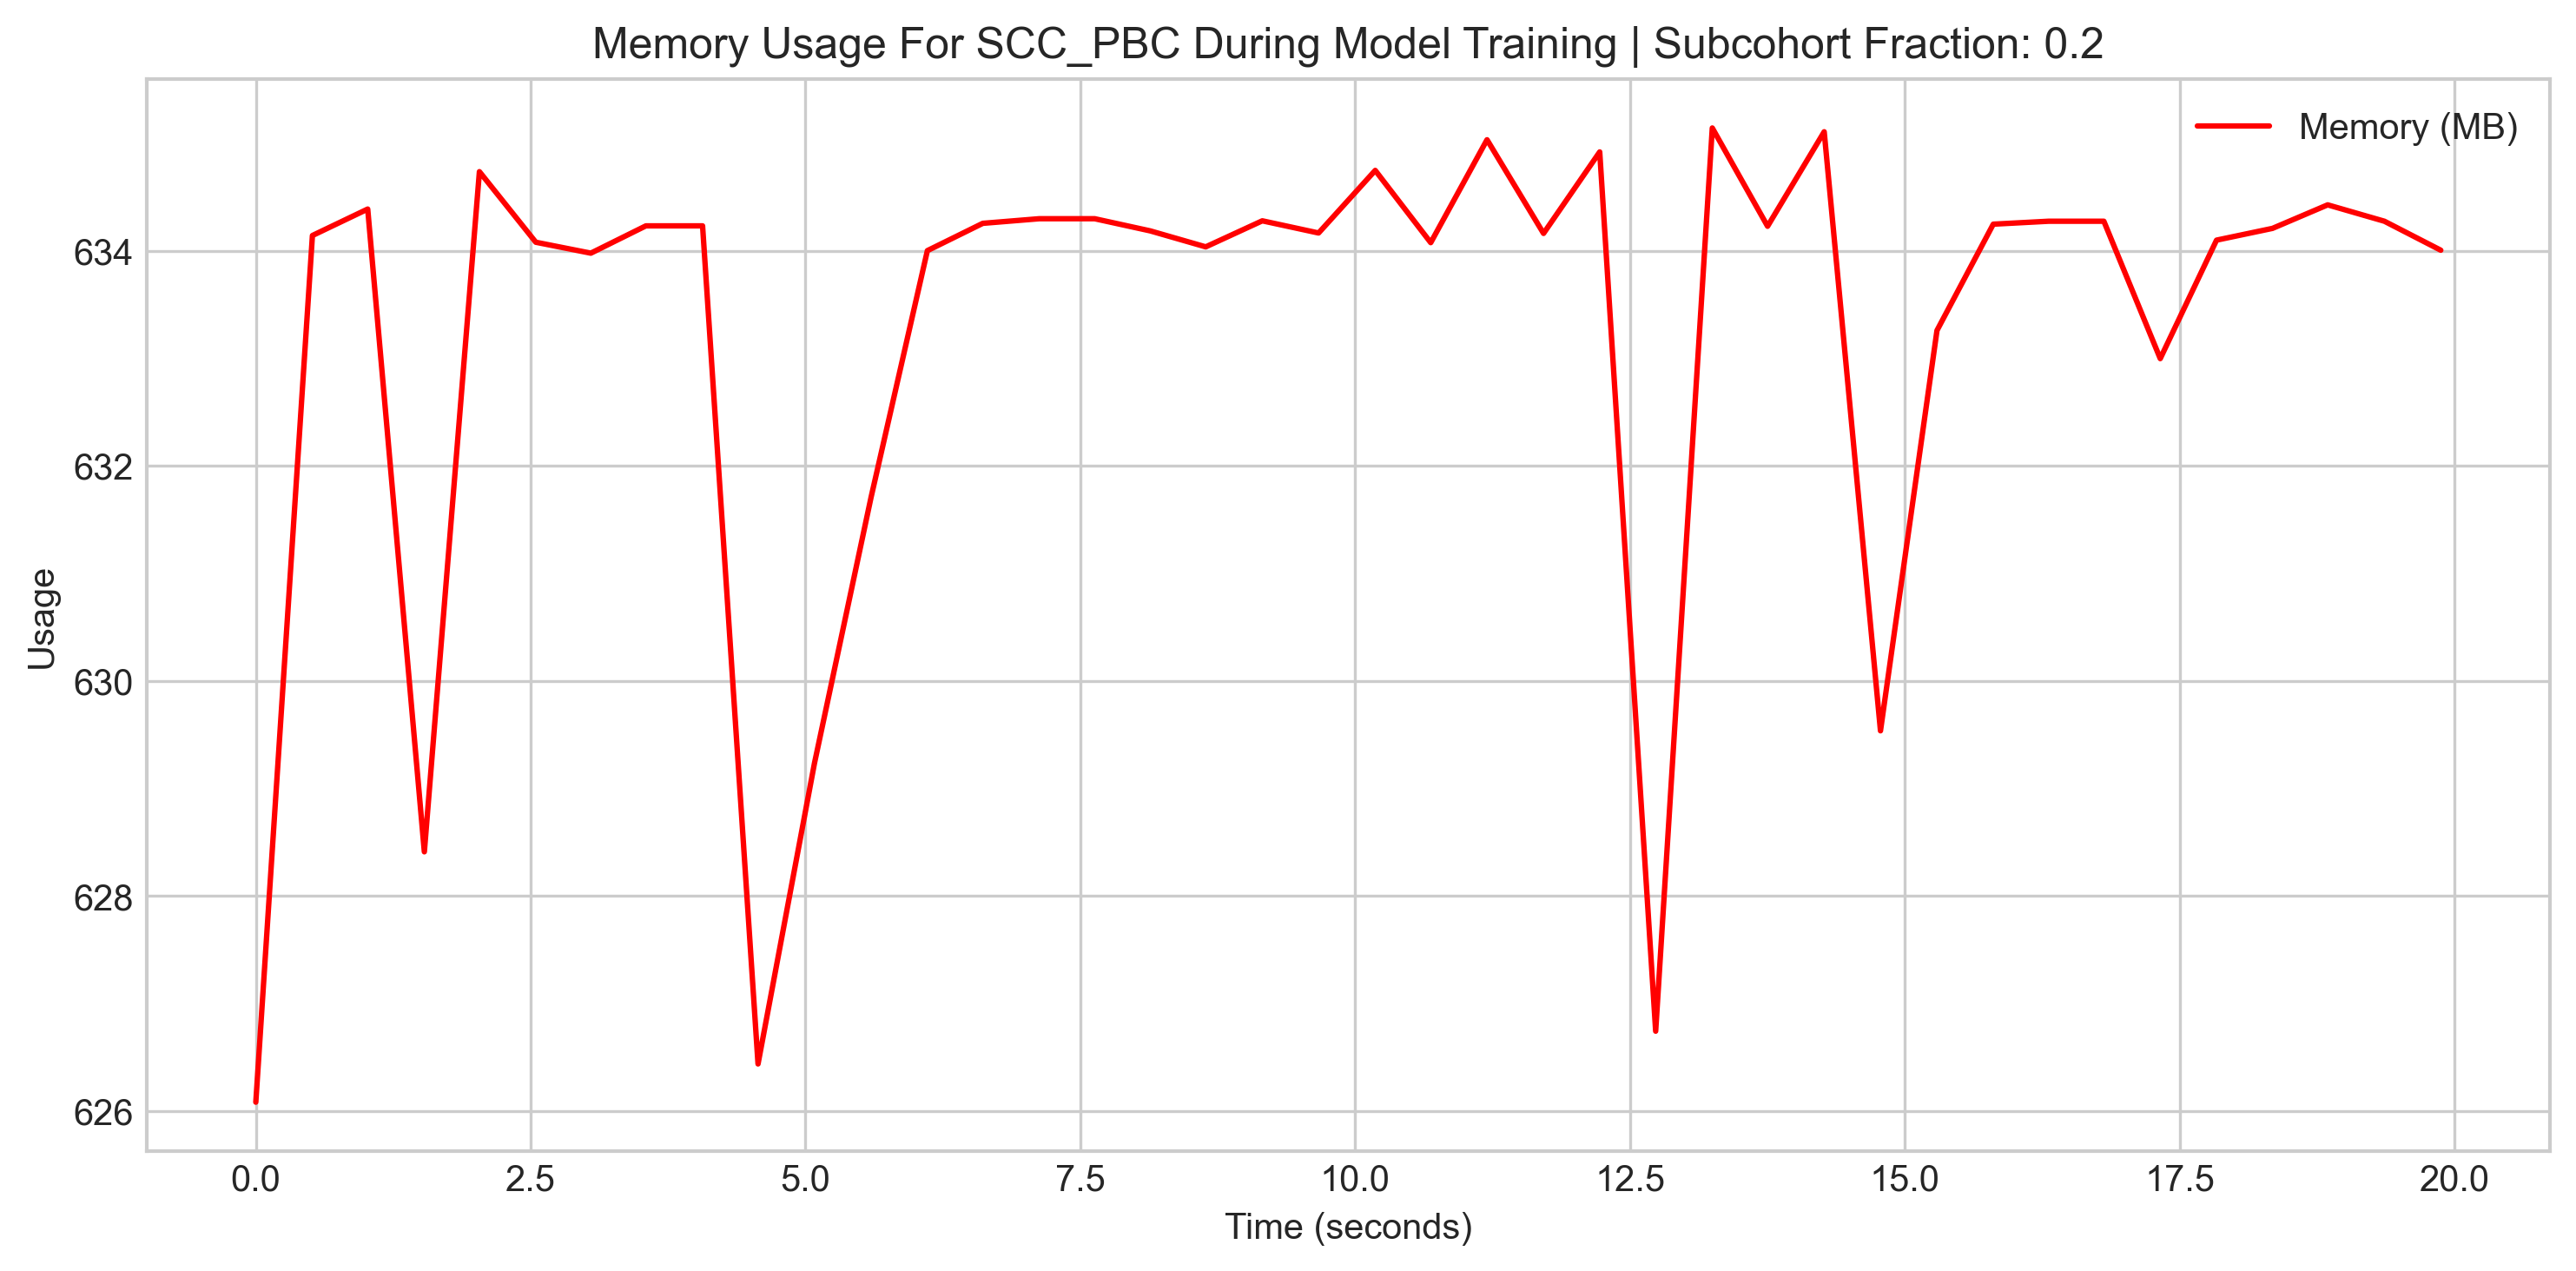 Memory Usage For SCC_PBC During Model Training | Subcohort Fraction: 0.2
Memory (MB)
634
632
630
628
626
Usage
0.0 2.5 5.0 7.5 10.0 12.5 15.0 17.5 20.0
Time (seconds)